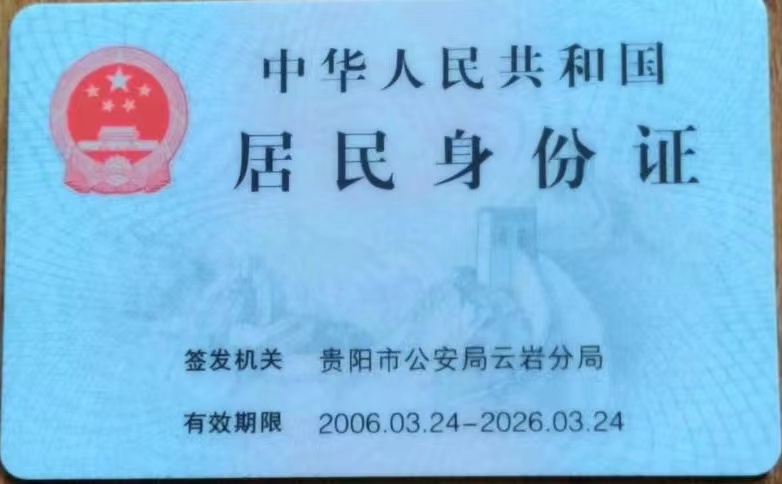 中华人民共和国
居民身份证
签发机关 贵阳市公安局云岩分局
有效期限 2006.03.24-2026.03.24